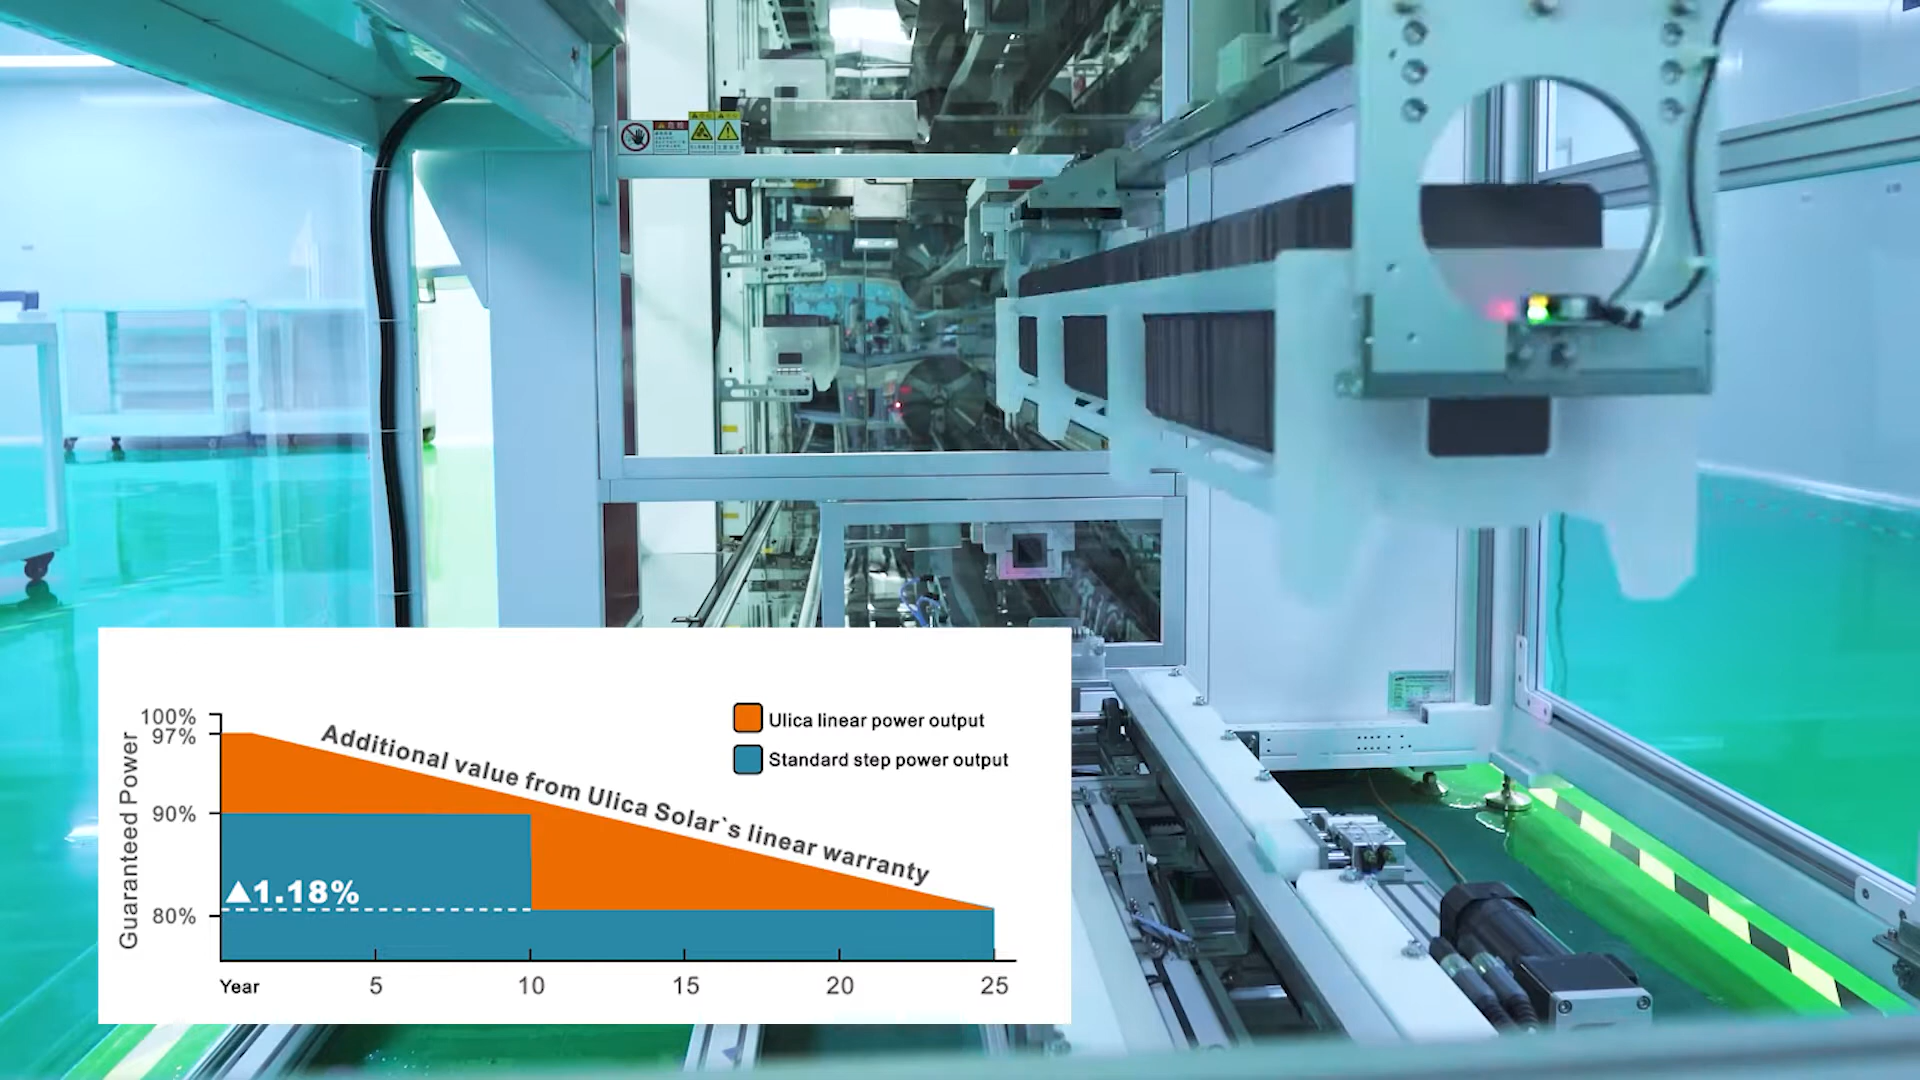 Ulica linear power output
Standard step power output
Additional value from Ulica Solar`s linear warranty
Guaranteed Power
100%
97%
90%
▲1.18%
80%
Year 5 10 15 20 25